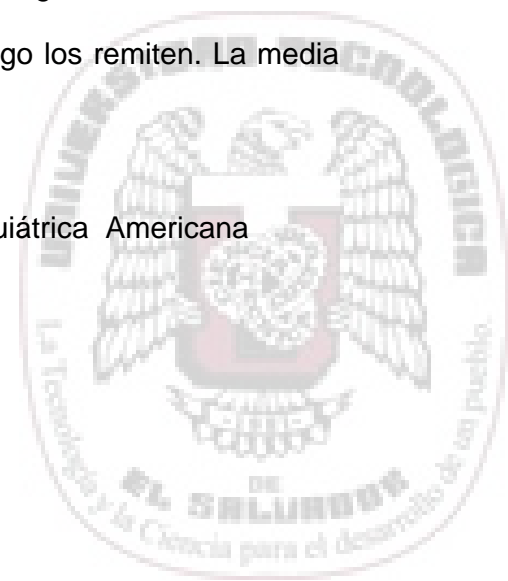 go los remiten. La media
UNIVERSIDAD TECNOLOGICA
uiátrica Americana
La Tecnología y la Ciencia para el desarrollo de un pueblo.
DE
EL SALVADOR